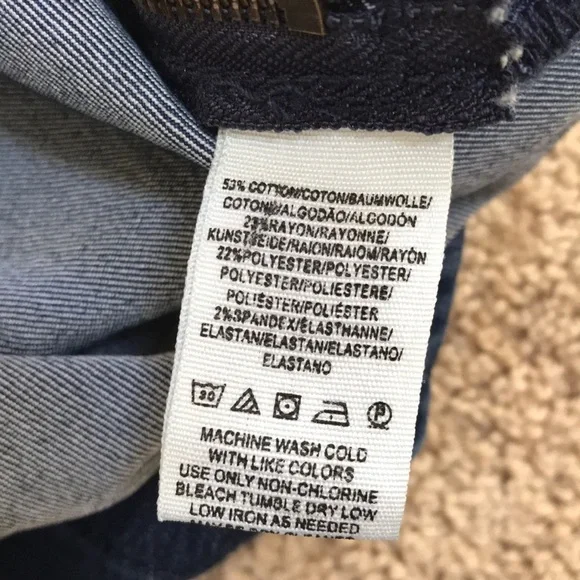 53% COTTON/COTON/BAUMWOLLE/
COTONE/ALGODÃO/ALGODÓN
23%RAYON/RAYONNE/
KUNSTSEIDE/RAION/RAIOM/RAYÓN
22%POLYESTER/POLYESTER/
POLYESTER/POLIESTERE/
POLIÉSTER/POLIÉSTER
2%SPANDEX/ÉLASTHANNE/
ELASTAN/ELASTAN/ELASTANO/
ELASTANO
30 P
MACHINE WASH COLD
WITH LIKE COLORS
USE ONLY NON-CHLORINE
BLEACH TUMBLE DRY LOW
LOW IRON AS NEEDED